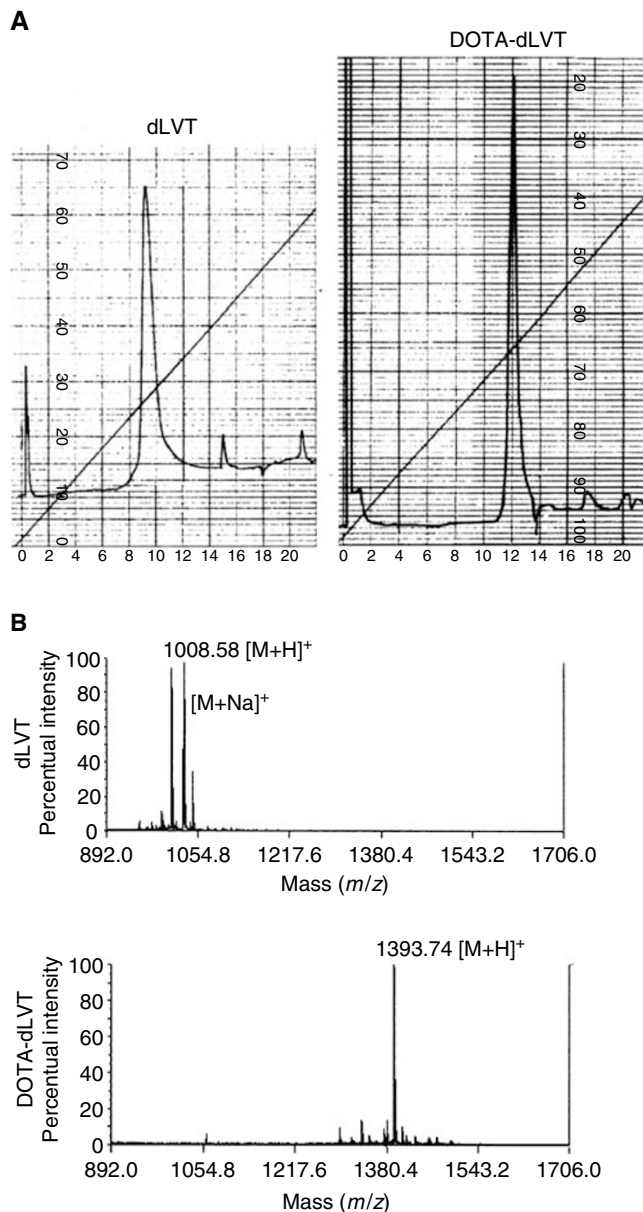 A
dLVT
70
60
50
40
30
20
10
0
0 2 4 6 8 10 12 14 16 18 20
DOTA-dLVT
20
30
40
50
60
70
80
90
100
0 2 4 6 8 10 12 14 16 18 20
B
1008.58 [M+H]+
[M+Na]+
dLVT
Percentual intensity
100
80
60
40
20
0
892.0 1054.8 1217.6 1380.4 1543.2 1706.0
Mass (m/z)
1393.74 [M+H]+
DOTA-dLVT
Percentual intensity
100
80
60
40
20
0
892.0 1054.8 1217.6 1380.4 1543.2 1706.0
Mass (m/z)